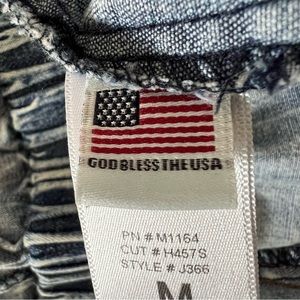 GOD BLESS THE USA
PN # M1164
CUT # H457S
STYLE # J366
M